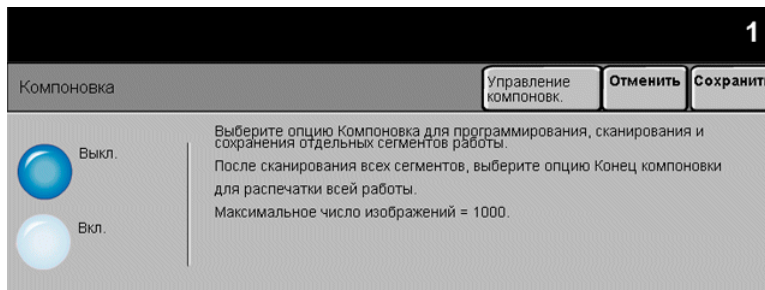 1
Компоновка
Управление
компоновк.
Отменить
Сохранит
Выкл.
Вкл.
Выберите опцию Компоновка для программирования, сканирования и
сохранения отдельных сегментов работы.
После сканирования всех сегментов, выберите опцию Конец компоновки
для распечатки всей работы.
Максимальное число изображений = 1000.